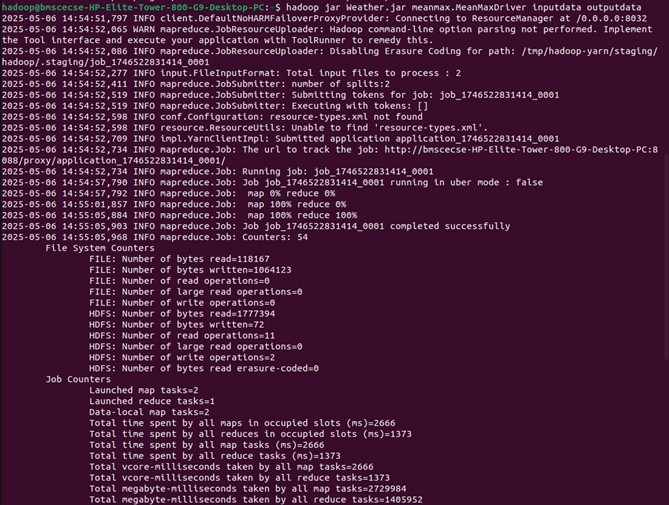 hadoop@bmscecse-HP-Elite-Tower-800-G9-Desktop-PC:~$ hadoop jar Weather.jar meanmax.MeanMaxDriver inputdata outputdata
2025-05-06 14:54:51,797 INFO client.DefaultNoHARMFailoverProxyProvider: Connecting to ResourceManager at /0.0.0.0:8032
2025-05-06 14:54:52,065 WARN mapreduce.JobResourceUploader: Hadoop command-line option parsing not performed. Implement
the Tool interface and execute your application with ToolRunner to remedy this.
2025-05-06 14:54:52,086 INFO mapreduce.JobResourceUploader: Disabling Erasure Coding for path: /tmp/hadoop-yarn/staging/
hadoop/.staging/job_1746522831414_0001
2025-05-06 14:54:52,277 INFO input.FileInputFormat: Total input files to process : 2
2025-05-06 14:54:52,411 INFO mapreduce.JobSubmitter: number of splits:2
2025-05-06 14:54:52,519 INFO mapreduce.JobSubmitter: Submitting tokens for job: job_1746522831414_0001
2025-05-06 14:54:52,519 INFO mapreduce.JobSubmitter: Executing with tokens: []
2025-05-06 14:54:52,598 INFO conf.Configuration: resource-types.xml not found
2025-05-06 14:54:52,598 INFO resource.ResourceUtils: Unable to find 'resource-types.xml'.
2025-05-06 14:54:52,709 INFO impl.YarnClientImpl: Submitted application application_1746522831414_0001
2025-05-06 14:54:52,734 INFO mapreduce.Job: The url to track the job: http://bmscecse-HP-Elite-Tower-800-G9-Desktop-PC:8
088/proxy/application_1746522831414_0001/
2025-05-06 14:54:52,734 INFO mapreduce.Job: Running job: job_1746522831414_0001
2025-05-06 14:54:57,790 INFO mapreduce.Job: Job job_1746522831414_0001 running in uber mode : false
2025-05-06 14:54:57,792 INFO mapreduce.Job:  map 0% reduce 0%
2025-05-06 14:55:01,857 INFO mapreduce.Job:  map 100% reduce 0%
2025-05-06 14:55:05,884 INFO mapreduce.Job:  map 100% reduce 100%
2025-05-06 14:55:05,903 INFO mapreduce.Job: Job job_1746522831414_0001 completed successfully
2025-05-06 14:55:05,968 INFO mapreduce.Job: Counters: 54
File System Counters
FILE: Number of bytes read=118167
FILE: Number of bytes written=1064123
FILE: Number of read operations=0
FILE: Number of large read operations=0
FILE: Number of write operations=0
HDFS: Number of bytes read=1777394
HDFS: Number of bytes written=72
HDFS: Number of read operations=11
HDFS: Number of large read operations=0
HDFS: Number of write operations=2
HDFS: Number of bytes read erasure-coded=0
Job Counters
Launched map tasks=2
Launched reduce tasks=1
Data-local map tasks=2
Total time spent by all maps in occupied slots (ms)=2666
Total time spent by all reduces in occupied slots (ms)=1373
Total time spent by all map tasks (ms)=2666
Total time spent by all reduce tasks (ms)=1373
Total vcore-milliseconds taken by all map tasks=2666
Total vcore-milliseconds taken by all reduce tasks=1373
Total megabyte-milliseconds taken by all map tasks=2729984
Total megabyte-milliseconds taken by all reduce tasks=1405952